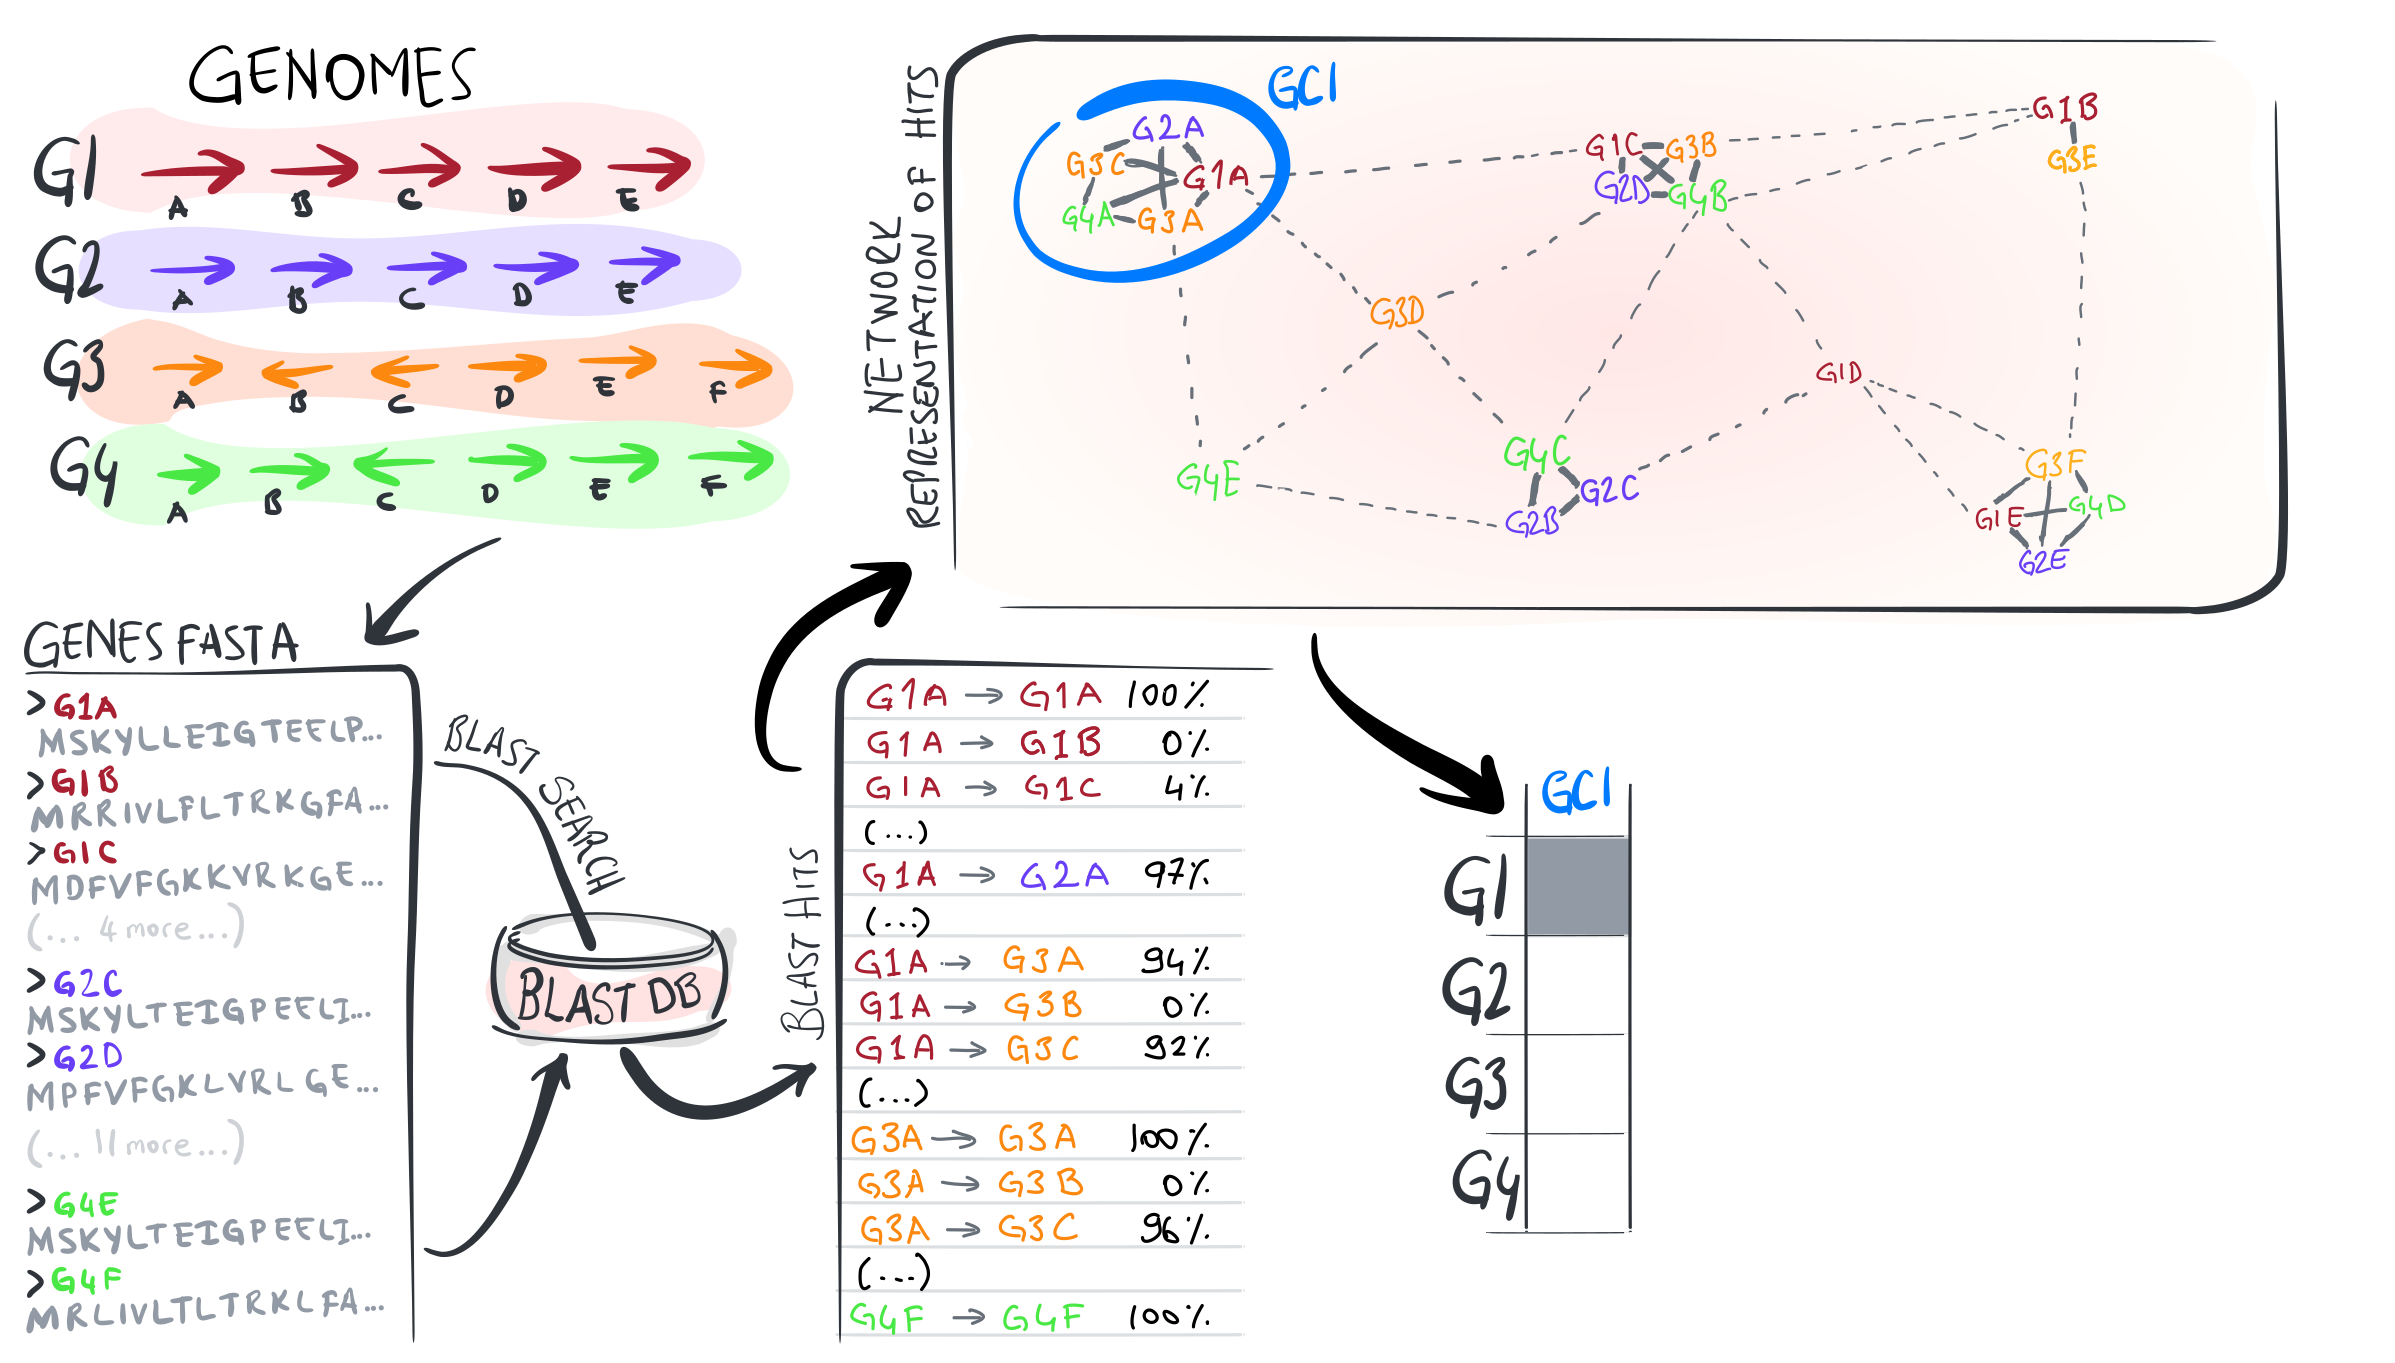 GENOMES
G1
A B C D E
G2
A B C D E
G3
A B C D E F
G4
A B C D E F
GENES FASTA
>G1A
MSKYLLEIGTEELP...
>G1B
MRRIVLFLTRKGFA...
>G1C
MDFVFGKKVRKGE...
(... 4 more...)
>G2C
MSKYLTEIGPEELI...
>G2D
MPFVFGKLVRLGE...
(... 11 more...)
>G4E
MSKYLTEIGPEELI...
>G4F
MRLIVLTLTRKLFA...
BLAST SEARCH
BLAST DB
BLAST HITS
G1A → G1A 100%
G1A → G1B 0%
G1A → G1C 4%
(...)
G1A → G2A 97%
(...)
G1A → G3A 94%
G1A → G3B 0%
G1A → G3C 92%
(...)
G3A → G3A 100%
G3A → G3B 0%
G3A → G3C 96%
(...)
G4F → G4F 100%
NETWORK
REPRESENTATION OF HITS
GC1
G2A
G3C
G1A
G4A
G3A
G1C
G3B
G2D
G4B
G1B
G3E
G3D
G1D
G4E
G4C
G2C
G2B
G3F
G4D
G1E
G2E
GC1
G1
G2
G3
G4